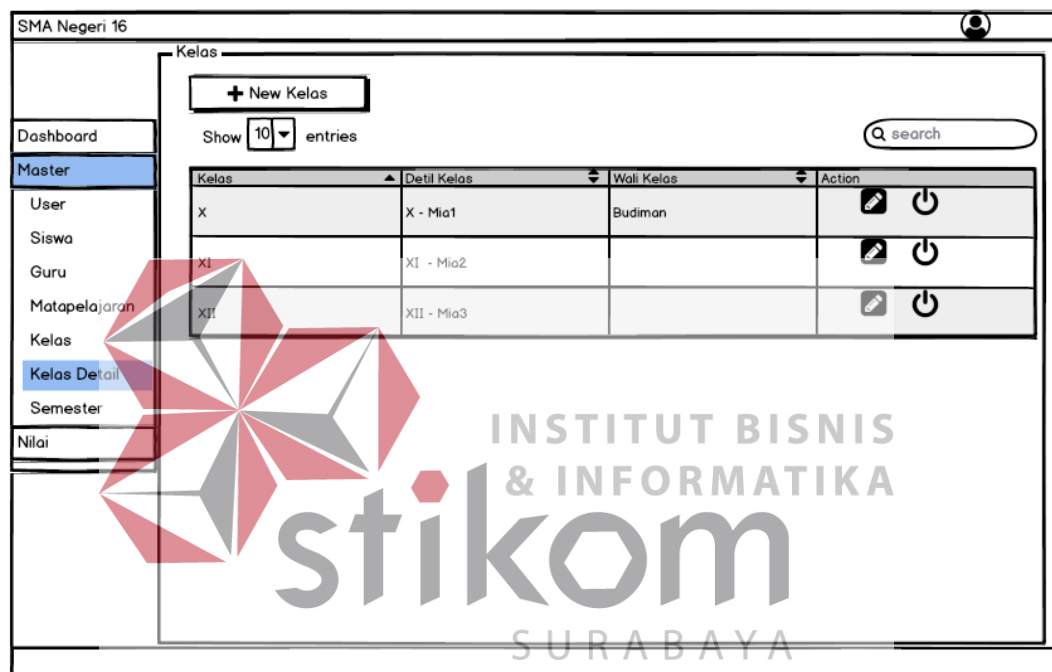 SMA Negeri 16
Kelas
+ New Kelas
Show 10 entries
search
Dashboard
Master
User
Siswa
Guru
Matapelajaran
Kelas
Kelas Detail
Semester
Nilai
Kelas Detil Kelas Wali Kelas Action
X X - Mia1 Budiman
XI XI - Mia2
XII XII - Mia3
INSTITUT BISNIS
& INFORMATIKA
stikom
SURABAYA